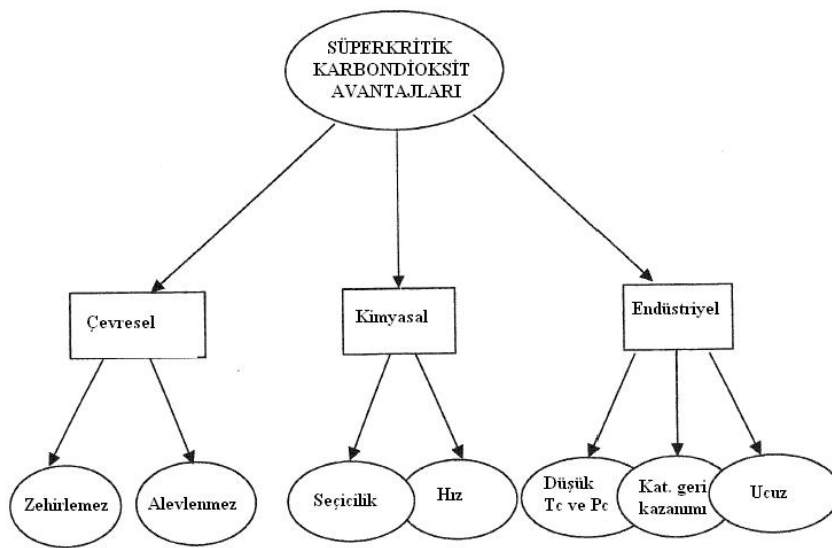 SÜPERKRİTİK
KARBONDİOKSİT
AVANTAJLARI
Çevresel
Kimyasal
Endüstriyel
Zehirlemez
Alevlenmez
Seçicilik
Hız
Düşük
Tc ve Pc
Kat. geri
kazanımı
Ucuz